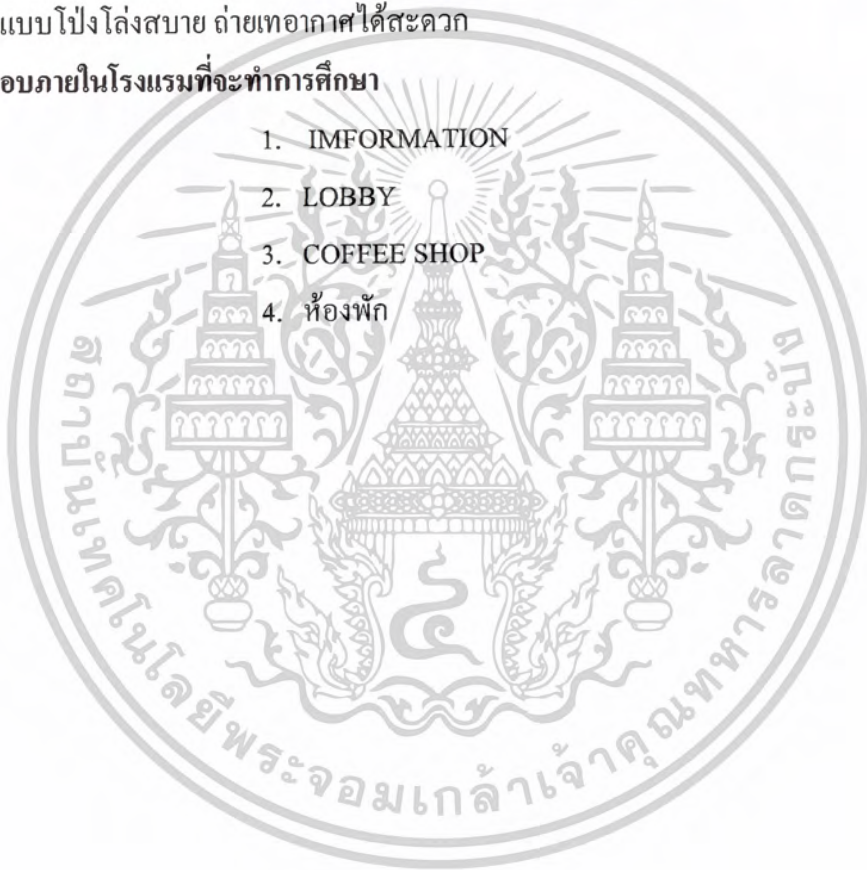 แบบโปร่งโล่งสบาย ถ่ายเทอากาศได้สะดวก
อบภายในโรงแรมที่จะทำการศึกษา
1. IMFORMATION
2. LOBBY
3. COFFEE SHOP
4. ห้องพัก
สถาบันเทคโนโลยีพระจอมเกล้าเจ้าคุณทหารลาดกระบัง